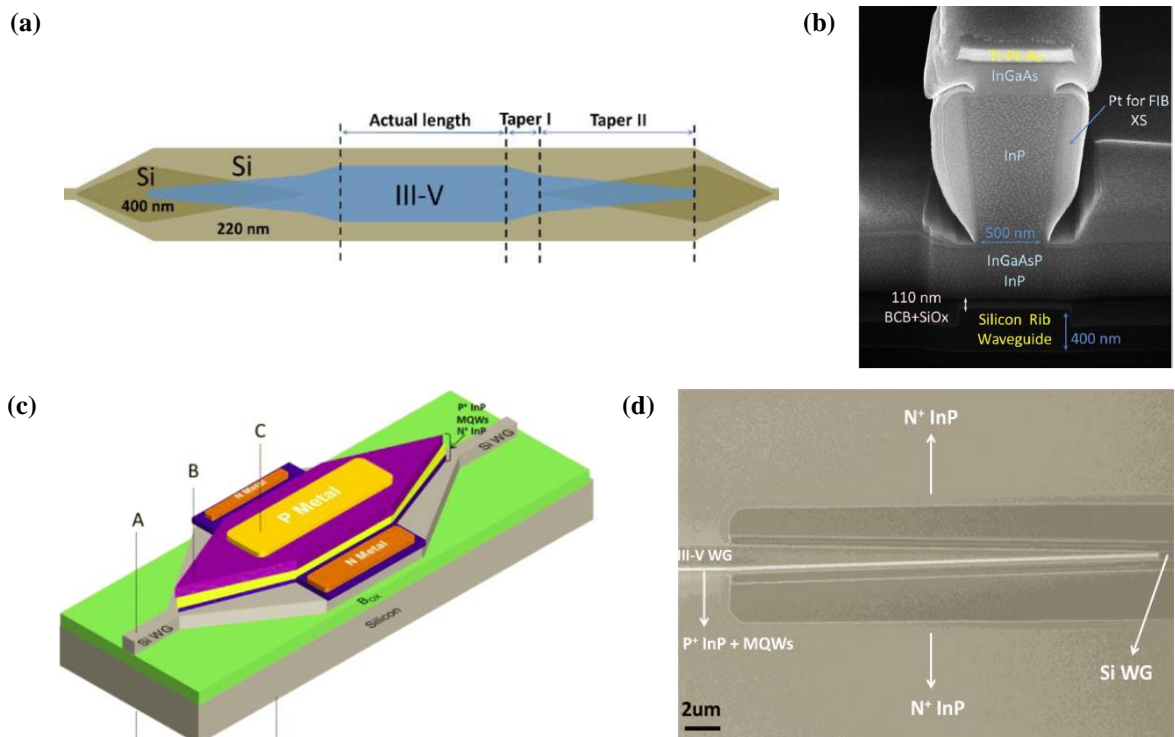 (a)
Actual length
Taper I
Taper II
Si
Si
400 nm
220 nm
III-V
(b)
Ti-Pt-Au
InGaAs
Pt for FIB
XS
InP
500 nm
InGaAsP
InP
110 nm
BCB+SiOx
Silicon Rib
Waveguide
400 nm
(c)
P⁺ InP
MQWs
N⁺ InP
Si WG
C
B
A
N Metal
P Metal
N Metal
Si WG
Box
Silicon
(d)
N⁺ InP
III-V WG
P⁺ InP + MQWs
Si WG
N⁺ InP
2um